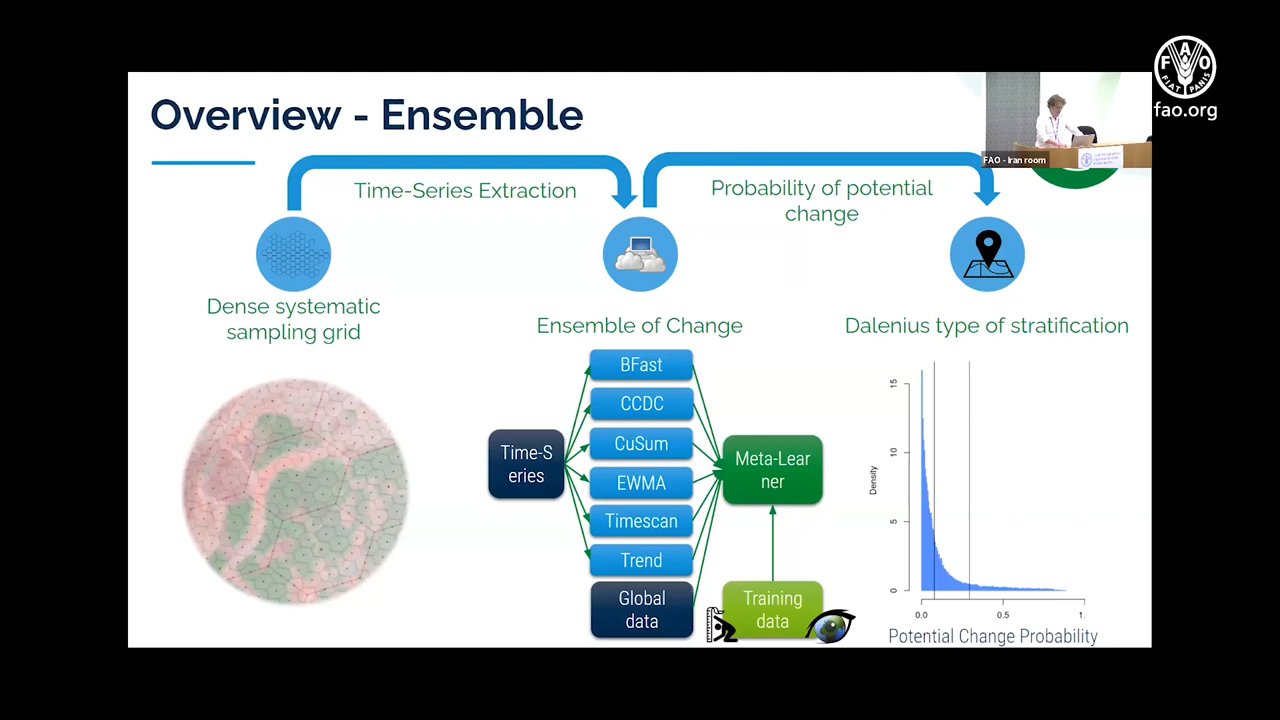 Overview - Ensemble
FAO
FIAT PANIS
fao.org
FAO - Iran room
Time-Series Extraction
Probability of potential
change
Dense systematic
sampling grid
Ensemble of Change
Dalenius type of stratification
Time-S
eries
BFast
CCDC
CuSum
EWMA
Timescan
Trend
Global
data
Meta-Lear
ner
Training
data
Density
15
10
5
0
0.0
0.5
1.
Potential Change Probability